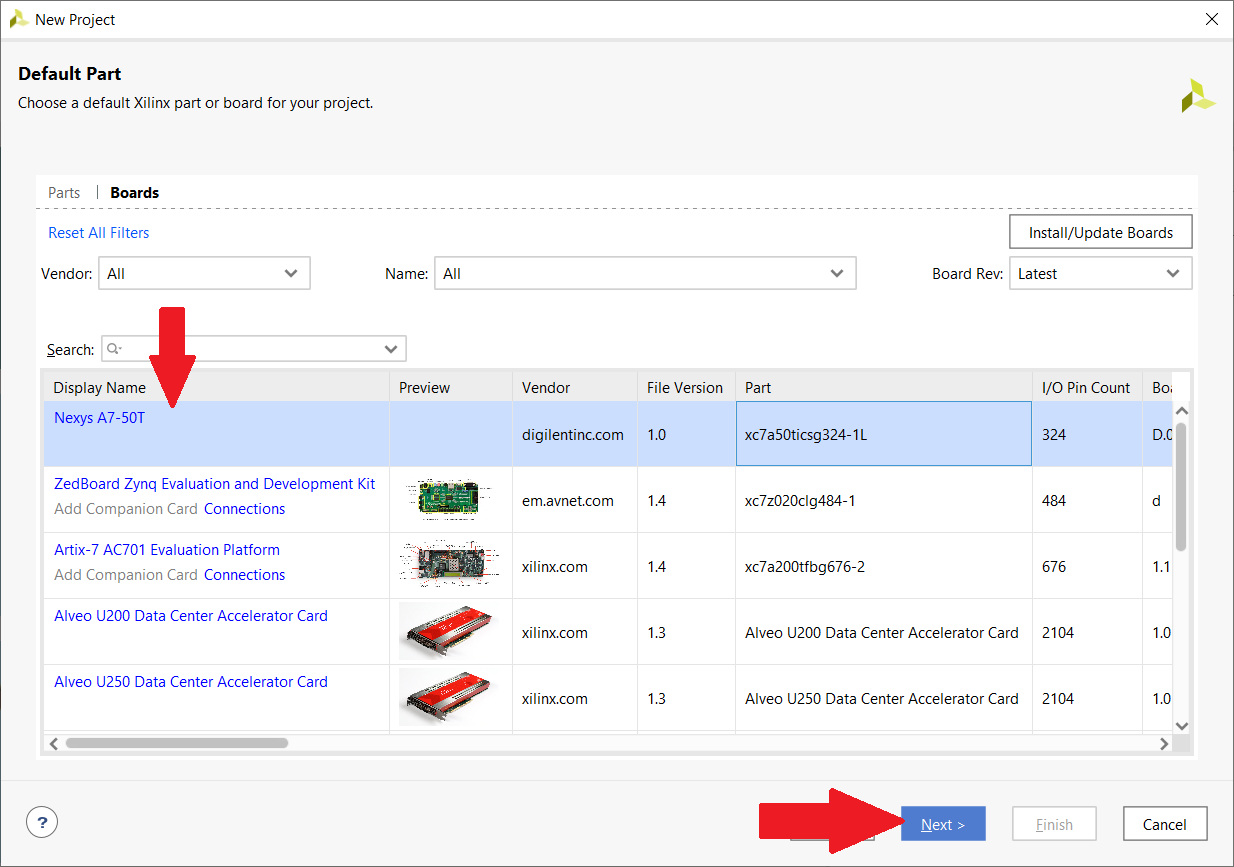 New Project
Default Part
Choose a default Xilinx part or board for your project.
Parts | Boards
Reset All Filters
Install/Update Boards
Vendor: All Name: All Board Rev: Latest
Search:
Display Name Preview Vendor File Version Part I/O Pin Count Boa
Nexys A7-50T
digilentinc.com 1.0 xc7a50ticsg324-1L 324 D.0
ZedBoard Zynq Evaluation and Development Kit
em.avnet.com 1.4 xc7z020clg484-1 484 d
Add Companion Card Connections
Artix-7 AC701 Evaluation Platform
xilinx.com 1.4 xc7a200tfbg676-2 676 1.1
Add Companion Card Connections
Alveo U200 Data Center Accelerator Card
xilinx.com 1.3 Alveo U200 Data Center Accelerator Card 2104 1.0
Alveo U250 Data Center Accelerator Card
xilinx.com 1.3 Alveo U250 Data Center Accelerator Card 2104 1.0
? Next > Finish Cancel